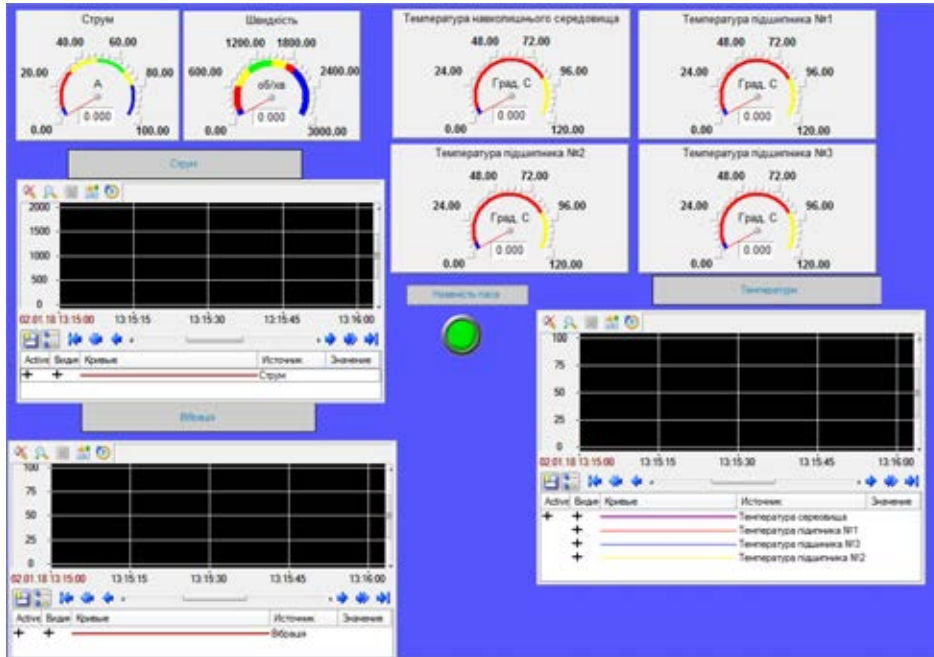 Струм
Швидкість
Температура навколишнього середовища
Температура підшипника №1
40.00 60.00
1200.00 1800.00
48.00 72.00
48.00 72.00
20.00 80.00
600.00 2400.00
24.00 96.00
24.00 96.00
А
об/хв
Град. С
Град. С
0.000
0.000
0.000
0.000
0.00 100.00
0.00 3000.00
0.00 120.00
0.00 120.00
Температура підшипника №2
Температура підшипника №3
48.00 72.00
48.00 72.00
24.00 96.00
24.00 96.00
Град. С
Град. С
0.000
0.000
0.00 120.00
0.00 120.00
Струм
2000
1500
1000
500
0
02.01.18 13:15:00 13:15:15 13:15:30 13:15:45 13:16:00
Active Видим Кривые Источник Значение
Струм
Наявність паса
Температури
100
75
50
25
0
02.01.18 13:15:00 13:15:15 13:15:30 13:15:45 13:16:00
Active Видим Кривые Источник Значение
Температура сереовища
Температура підипника №1
Температура підшиника №3
Температура підшипника №2
Вібрація
100
75
50
25
0
02.01.18 13:15:00 13:15:15 13:15:30 13:15:45 13:16:00
Active Видим Кривые Источник Значение
Вібрація